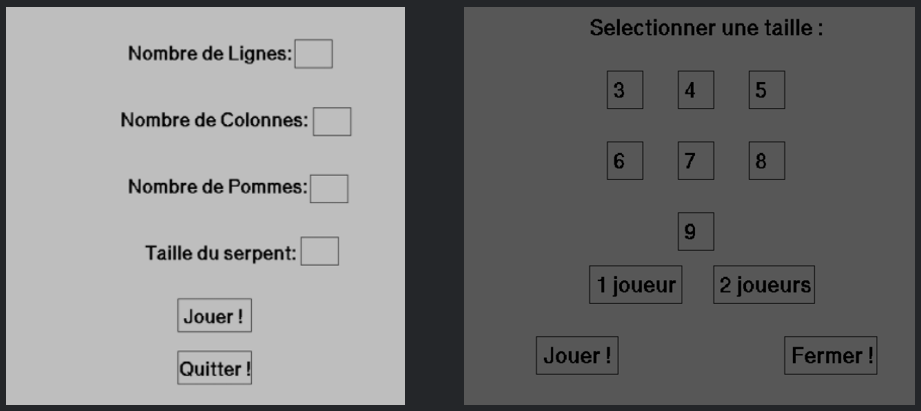 Nombre de Lignes:
Nombre de Colonnes:
Nombre de Pommes:
Taille du serpent:
Jouer !
Quitter !
Selectionner une taille :
3 4 5
6 7 8
9
1 joueur 2 joueurs
Jouer ! Fermer !